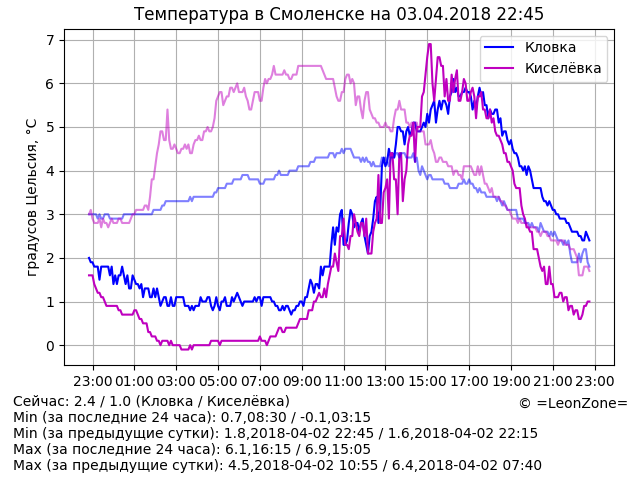 Температура в Смоленске на 03.04.2018 22:45
Кловка
Киселёвка
градусов Цельсия, °C
7
6
5
4
3
2
1
0
23:00 01:00 03:00 05:00 07:00 09:00 11:00 13:00 15:00 17:00 19:00 21:00 23:00
Сейчас: 2.4 / 1.0 (Кловка / Киселёвка)
© =LeonZone=
Min (за последние 24 часа): 0.7,08:30 / -0.1,03:15
Min (за предыдущие сутки): 1.8,2018-04-02 22:45 / 1.6,2018-04-02 22:15
Max (за последние 24 часа): 6.1,16:15 / 6.9,15:05
Max (за предыдущие сутки): 4.5,2018-04-02 10:55 / 6.4,2018-04-02 07:40